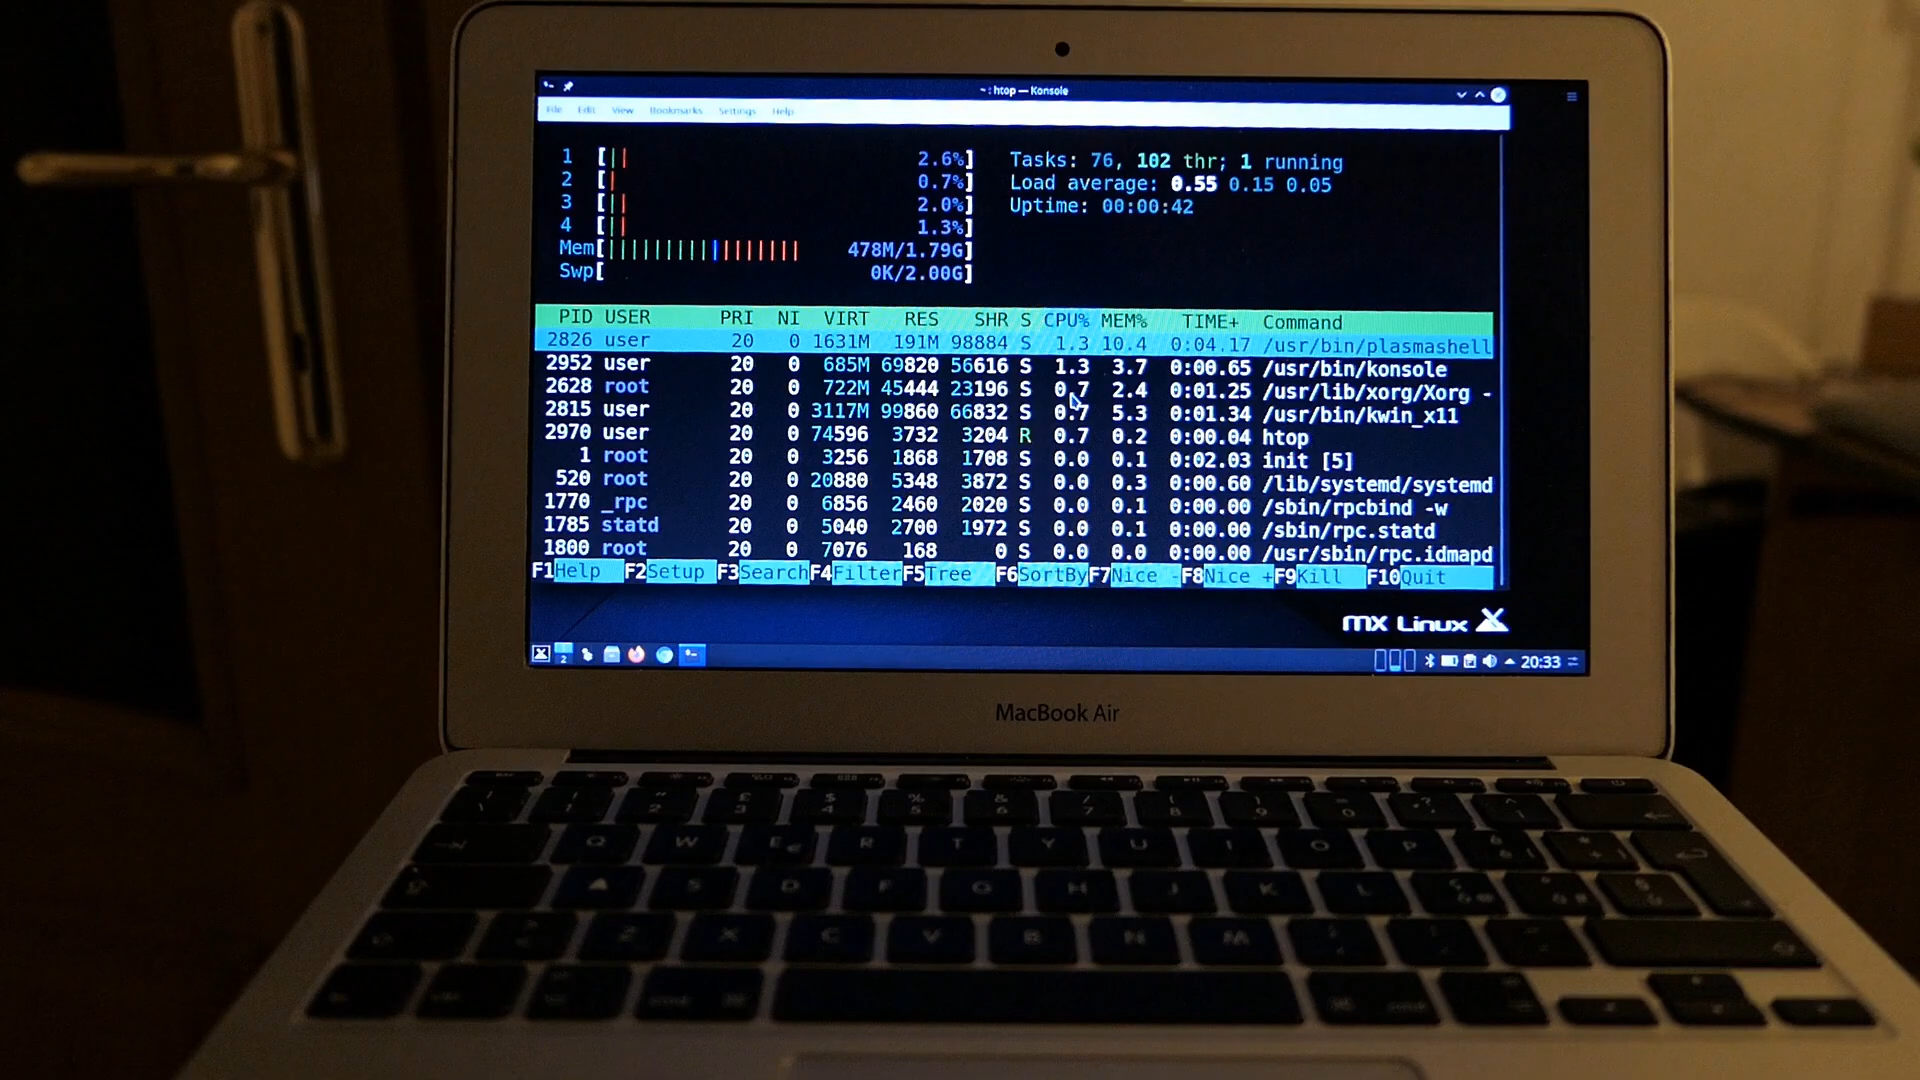 ~ : htop — Konsole
File Edit View Bookmarks Settings Help
1 [|| 2.6%] Tasks: 76, 102 thr; 1 running
2 [| 0.7%] Load average: 0.55 0.15 0.05
3 [|| 2.0%] Uptime: 00:00:42
4 [|| 1.3%]
Mem[|||||||||||||||||| 478M/1.79G]
Swp[ 0K/2.00G]
PID USER PRI NI VIRT RES SHR S CPU% MEM% TIME+ Command
2826 user 20 0 1631M 191M 98884 S 1.3 10.4 0:04.17 /usr/bin/plasmashell
2952 user 20 0 685M 69820 56616 S 1.3 3.7 0:00.65 /usr/bin/konsole
2628 root 20 0 722M 45444 23196 S 0.7 2.4 0:01.25 /usr/lib/xorg/Xorg -
2815 user 20 0 3117M 99860 66832 S 0.7 5.3 0:01.34 /usr/bin/kwin_x11
2970 user 20 0 74596 3732 3204 R 0.7 0.2 0:00.04 htop
1 root 20 0 3256 1868 1708 S 0.0 0.1 0:02.03 init [5]
520 root 20 0 20880 5348 3872 S 0.0 0.3 0:00.60 /lib/systemd/systemd
1770 _rpc 20 0 6856 2460 2020 S 0.0 0.1 0:00.00 /sbin/rpcbind -w
1785 statd 20 0 5040 2700 1972 S 0.0 0.1 0:00.00 /sbin/rpc.statd
1800 root 20 0 7076 168 0 S 0.0 0.0 0:00.00 /usr/sbin/rpc.idmapd
F1Help F2Setup F3SearchF4FilterF5Tree F6SortByF7Nice -F8Nice +F9Kill F10Quit
MX Linux
2 20:33
MacBook Air
Q W E € R T Y U I O P
S D F G H J K L
Z X C V B N M